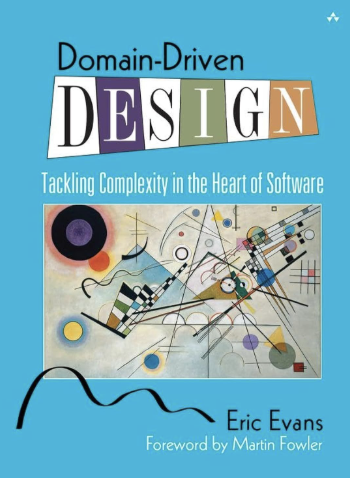 Domain-Driven
DESIGN
Tackling Complexity in the Heart of Software
Eric Evans
Foreword by Martin Fowler